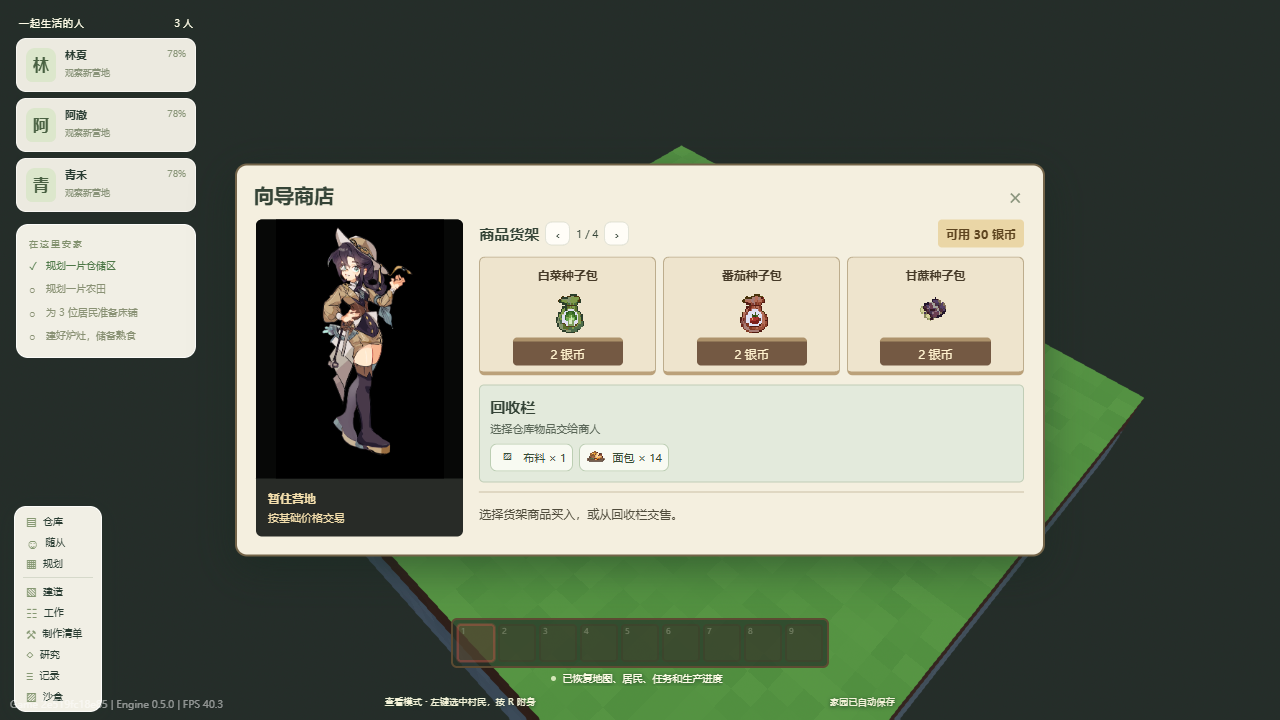 一起生活的人 3 人
林 林夏 78%
观察新营地
阿 阿澈 78%
观察新营地
青 青禾 78%
观察新营地
在这里安家
✓ 规划一片仓储区
○ 规划一片农田
○ 为 3 位居民准备床铺
○ 建好炉灶，储备熟食
向导商店 ×
暂住营地
按基础价格交易
商品货架 ‹ 1 / 4 › 可用 30 银币
白菜种子包
2 银币
番茄种子包
2 银币
甘蔗种子包
2 银币
回收栏
选择仓库物品交给商人
布料 × 1
面包 × 14
选择货架商品买入，或从回收栏交售。
仓库
随从
规划
建造
工作
制作清单
研究
记录
沙盒
1 2 3 4 5 6 7 8 9
已恢复地图、居民、任务和生产进度
查看模式 · 左键选中村民，按 R 附身
家园已自动保存
5 | Engine 0.5.0 | FPS 40.3